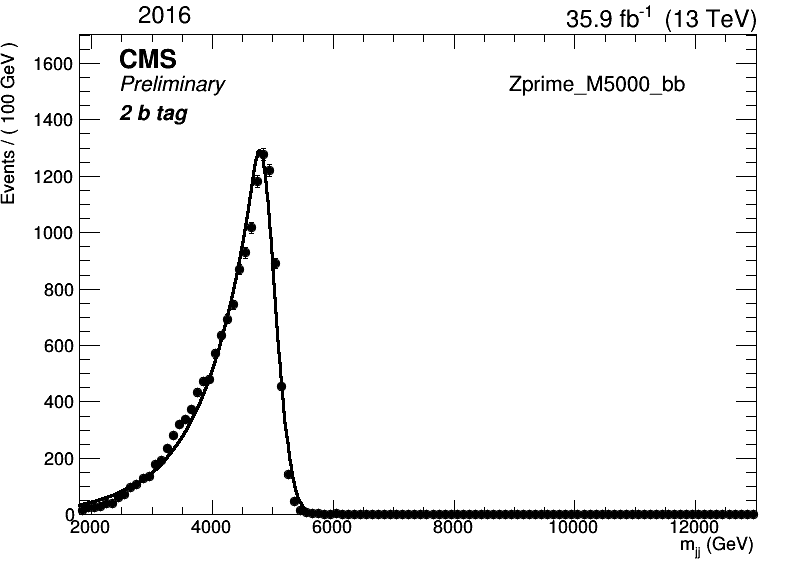 2016 35.9 fb⁻¹ (13 TeV)
CMS
Preliminary
Zprime_M5000_bb
2 b tag
Events / ( 100 GeV )
1600
1400
1200
1000
800
600
400
200
0
2000 4000 6000 8000 10000 12000
m_jj (GeV)